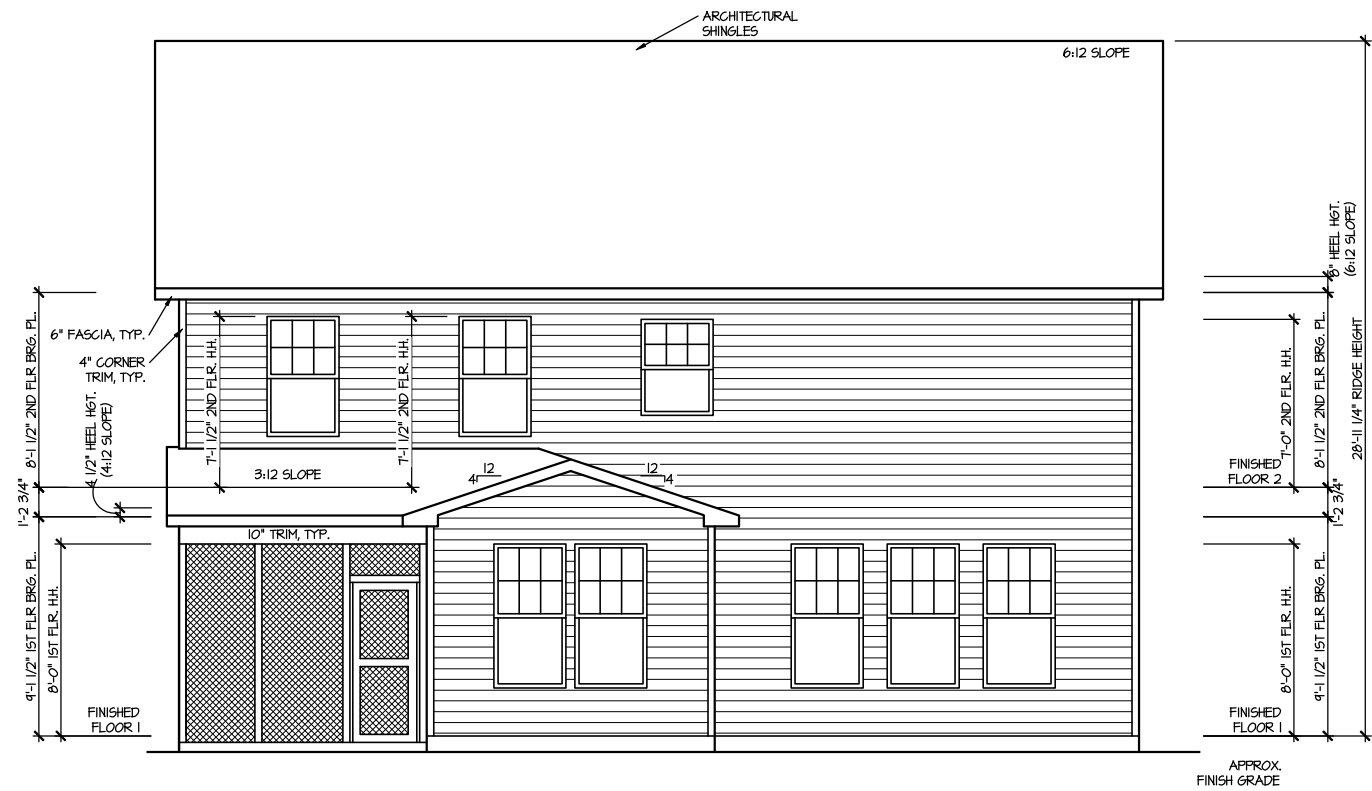 ARCHITECTURAL
SHINGLES
6:12 SLOPE
8" HEEL HGT.
(6:12 SLOPE)
28'-11 1/4" RIDGE HEIGHT
6" FASCIA, TYP.
4" CORNER
TRIM, TYP.
8'-1 1/2" 2ND FLR BRG. PL.
4 1/2" HEEL HGT.
(4:12 SLOPE)
7'-1 1/2" 2ND FLR. H.H.
7'-1 1/2" 2ND FLR. H.H.
7'-0" 2ND FLR. H.H.
8'-1 1/2" 2ND FLR BRG. PL.
3:12 SLOPE
12
4
12
4
FINISHED
FLOOR 2
1'-2 3/4"
1'-2 3/4"
10" TRIM, TYP.
9'-1 1/2" 1ST FLR BRG. PL.
8'-0" 1ST FLR. H.H.
8'-0" 1ST FLR. H.H.
9'-1 1/2" 1ST FLR BRG. PL.
FINISHED
FLOOR 1
FINISHED
FLOOR 1
APPROX.
FINISH GRADE